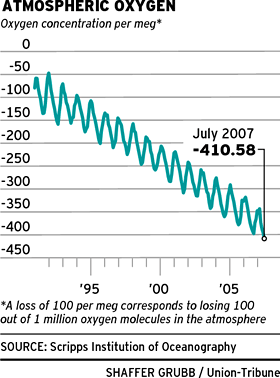 ATMOSPHERIC OXYGEN
Oxygen concentration per meg*
0
-50
-100
-150
-200
-250
-300
-350
-400
-450
July 2007
-410.58
'95
'00
'05
*A loss of 100 per meg corresponds to losing 100
out of 1 million oxygen molecules in the atmosphere
SOURCE: Scripps Institution of Oceanography
SHAFFER GRUBB / Union-Tribune